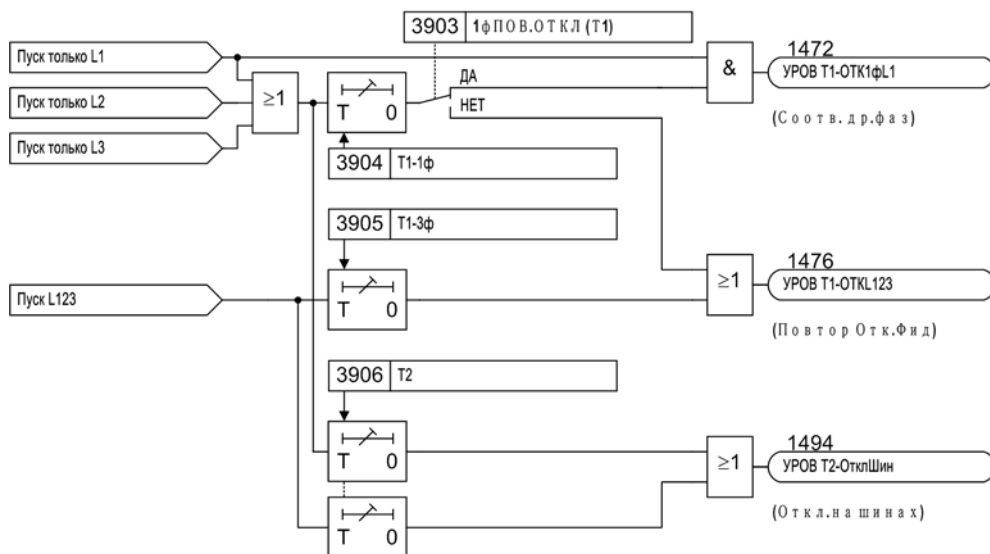 3903 1фПОВ.ОТКЛ (Т1)
1472
Пуск только L1
& УРОВ Т1-ОТК1фL1
ДА
Пуск только L2
≥1
T 0
НЕТ
(Соотв.др.фаз)
Пуск только L3
3904 Т1-1ф
3905 Т1-3ф
1476
Пуск L123
T 0
≥1
УРОВ Т1-ОТКL123
(Повтор Отк.Фид)
3906 Т2
1494
T 0
≥1
УРОВ Т2-ОтклШин
(Откл.на шинах)
T 0